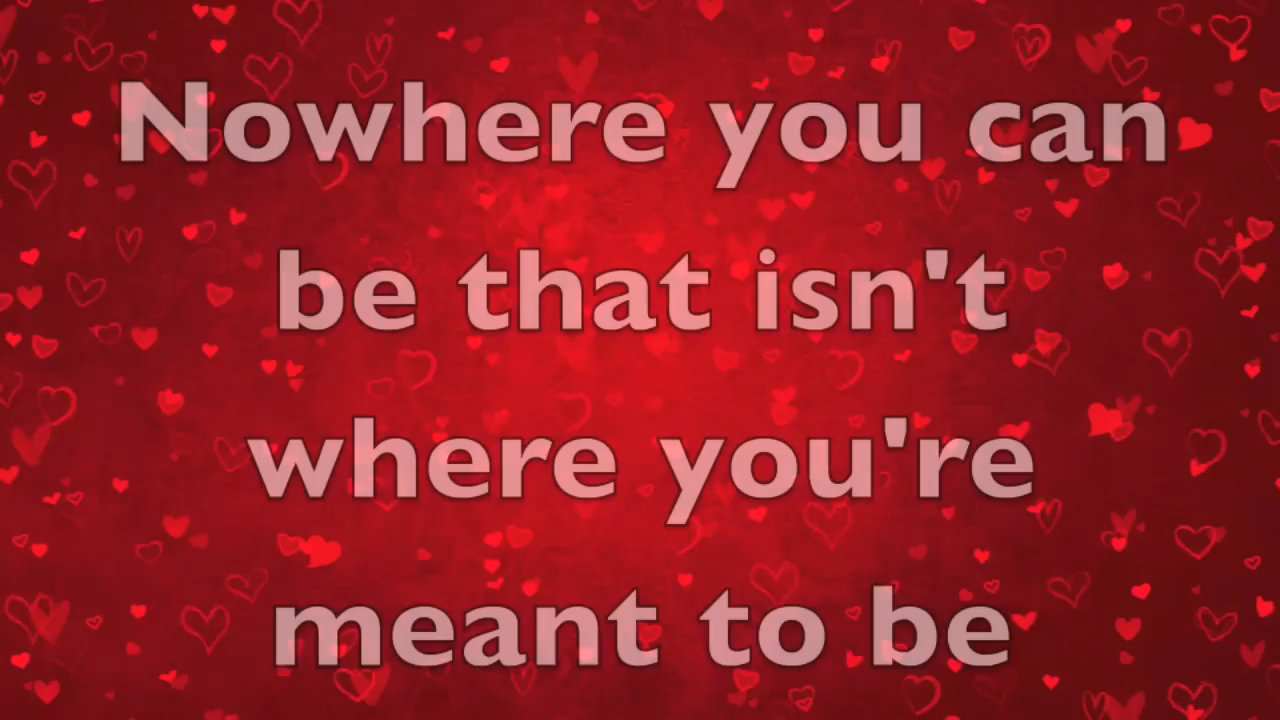 Nowhere you can
be that isn't
where you're
meant to be